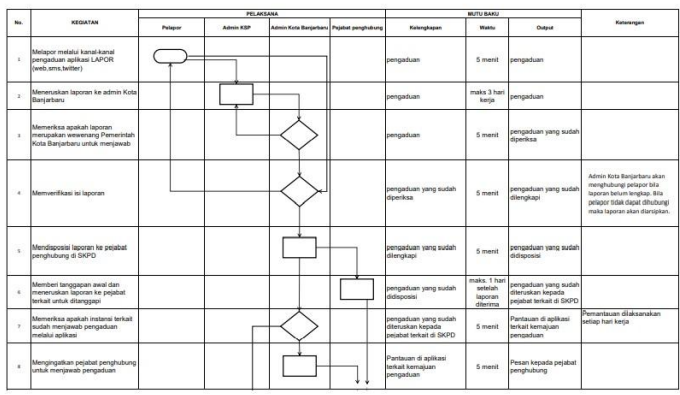 No.
KEGIATAN
PELAKSANA
MUTU BAKU
Keterangan
Pelapor
Admin KSP
Admin Kota Banjarbaru
Pejabat penghubung
Kelengkapan
Waktu
Output
1
Melapor melalui kanal-kanal
pengaduan aplikasi LAPOR
(web,sms,twitter)
pengaduan
5 menit
pengaduan
2
Meneruskan laporan ke admin Kota
Banjarbaru
pengaduan
maks 3 hari
kerja
pengaduan
3
Memeriksa apakah laporan
merupakan wewenang Pemerintah
Kota Banjarbaru untuk menjawab
pengaduan
5 menit
pengaduan yang sudah
diperiksa
4
Memverifikasi isi laporan
pengaduan yang sudah
diperiksa
5 menit
pengaduan yang sudah
dilengkapi
Admin Kota Banjarbaru akan
menghubungi pelapor bila
laporan belum lengkap. Bila
pelapor tidak dapat dihubungi
maka laporan akan diarsipkan.
5
Mendisposisi laporan ke pejabat
penghubung di SKPD
pengaduan yang sudah
dilengkapi
5 menit
pengaduan yang sudah
didisposisi
6
Memberi tanggapan awal dan
meneruskan laporan ke pejabat
terkait untuk ditanggapi
pengaduan yang sudah
didisposisi
maks. 1 hari
setelah
laporan
diterima
pengaduan yang sudah
diteruskan kepada
pejabat terkait di SKPD
7
Memeriksa apakah instansi terkait
sudah menjawab pengaduan
melalui aplikasi
pengaduan yang sudah
diteruskan kepada
pejabat terkait di SKPD
5 menit
Pantauan di aplikasi
terkait kemajuan
pengaduan
Pemantauan dilaksanakan
setiap hari kerja
8
Mengingatkan pejabat penghubung
untuk menjawab pengaduan
Pantauan di aplikasi
terkait kemajuan
pengaduan
5 menit
Pesan kepada pejabat
penghubung